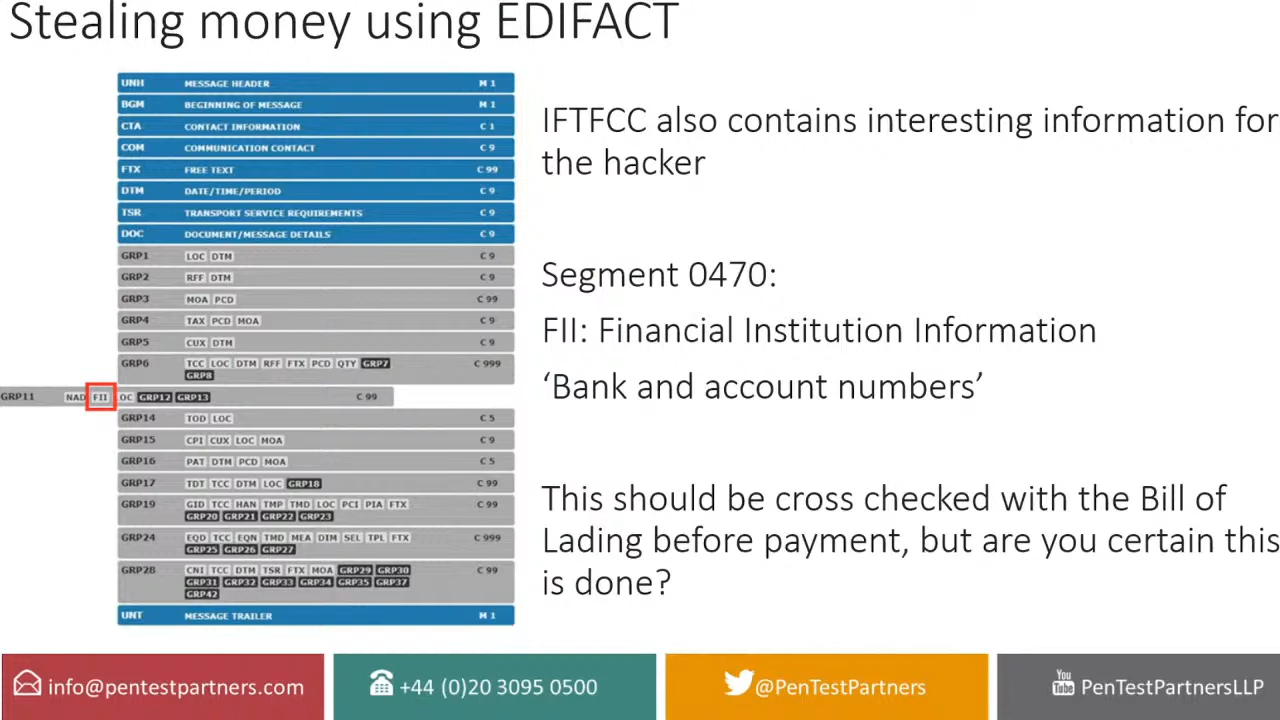 Stealing money using EDIFACT
UNH MESSAGE HEADER M 1
BGM BEGINNING OF MESSAGE M 1
CTA CONTACT INFORMATION C 1
COM COMMUNICATION CONTACT C 9
FTX FREE TEXT C 99
DTM DATE/TIME/PERIOD C 9
TSR TRANSPORT SERVICE REQUIREMENTS C 9
DOC DOCUMENT/MESSAGE DETAILS C 9
GRP1 LOC DTM C 9
GRP2 RFF DTM C 9
GRP3 MOA PCD C 99
GRP4 TAX PCD MOA C 9
GRP5 CUX DTM C 9
GRP6 TCC LOC DTM RFF FTX PCD QTY GRP7 C 999
GRP8
GRP11 NAD FII OC GRP12 GRP13 C 99
GRP14 TOD LOC C 5
GRP15 CPI CUX LOC MOA C 9
GRP16 PAT DTM PCD MOA C 5
GRP17 TDT TCC DTM LOC GRP18 C 99
GRP19 GID TCC HAN TMP TMD LOC PCI PIA FTX C 99
GRP20 GRP21 GRP22 GRP23
GRP24 EQD TCC EQN TMD MEA DIM SEL TPL FTX C 999
GRP25 GRP26 GRP27
GRP28 CNI TCC DTM TSR FTX MOA GRP29 GRP30 C 99
GRP31 GRP32 GRP33 GRP34 GRP35 GRP37
GRP42
UNT MESSAGE TRAILER M 1
IFTFCC also contains interesting information for
the hacker
Segment 0470:
FII: Financial Institution Information
‘Bank and account numbers’
This should be cross checked with the Bill of
Lading before payment, but are you certain this
is done?
info@pentestpartners.com
+44 (0)20 3095 0500
@PenTestPartners
You
Tube
PenTestPartnersLLP